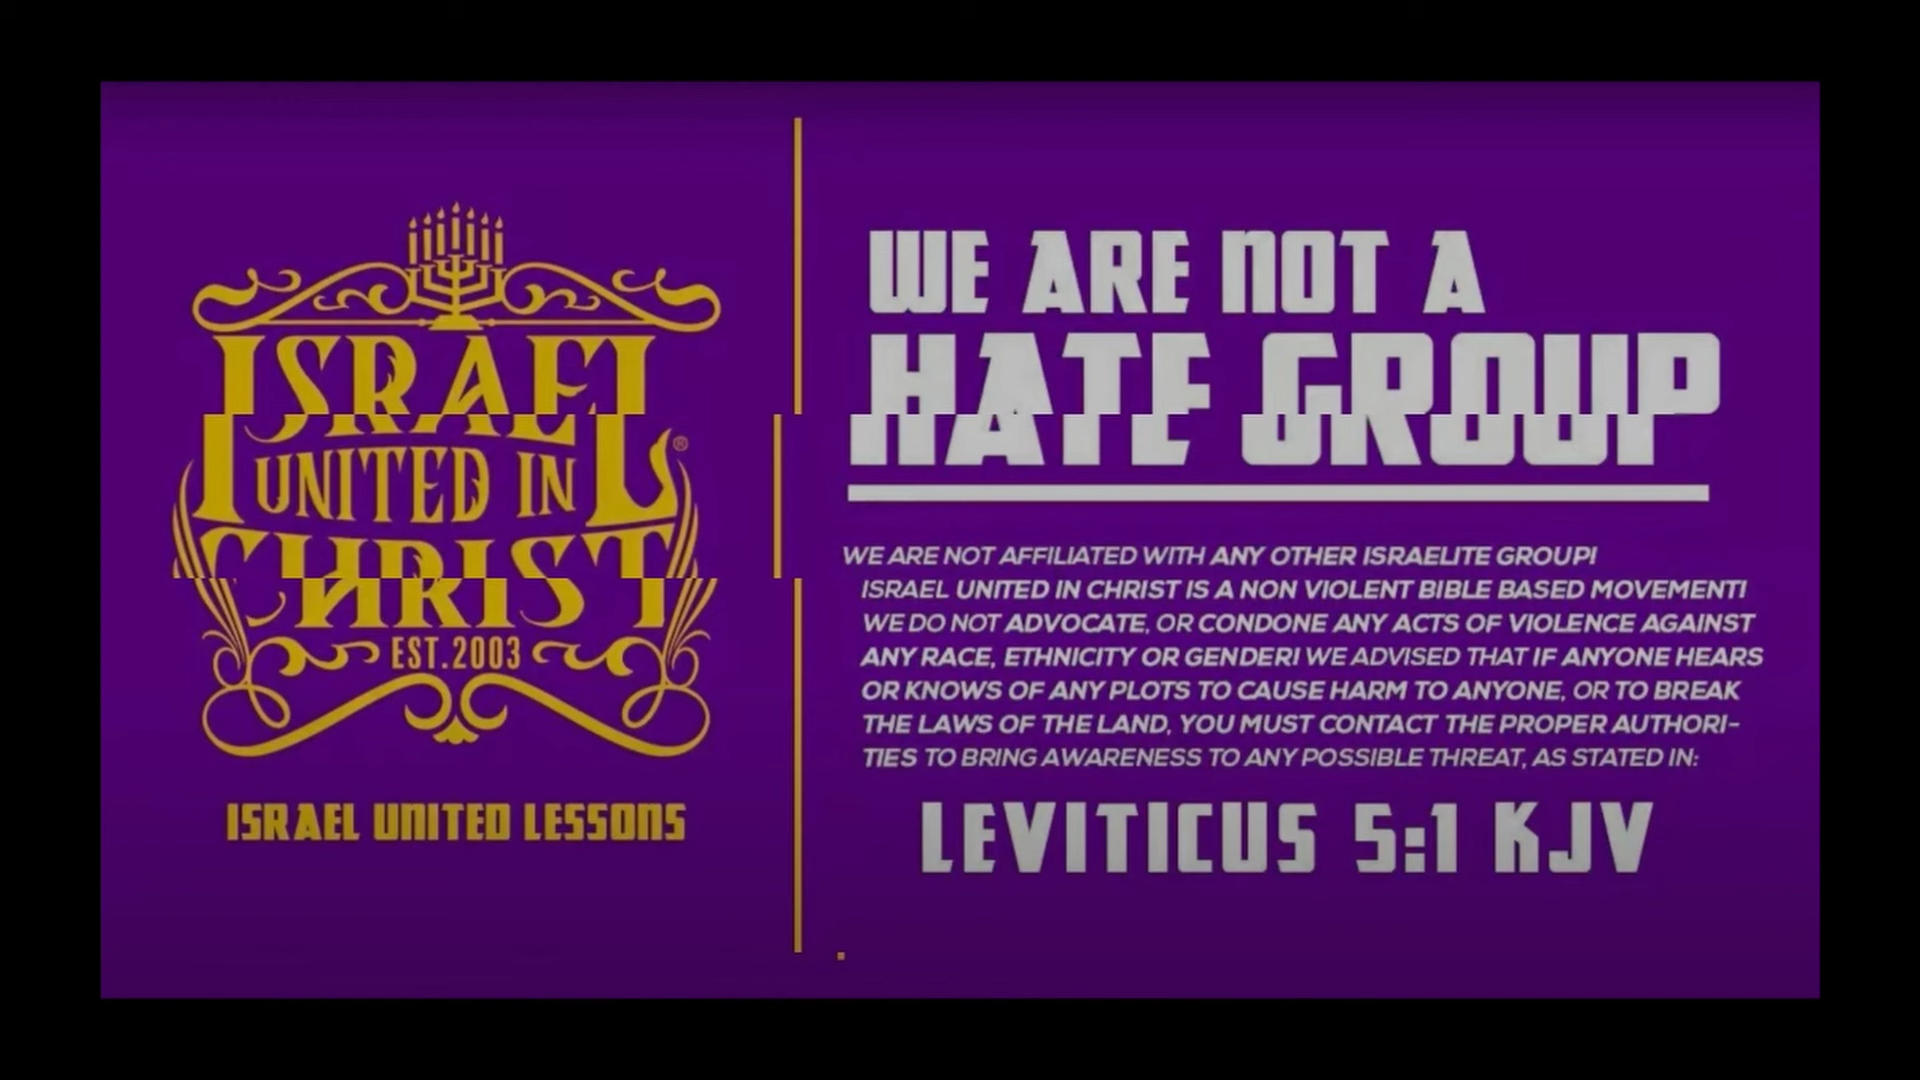 ISRAEL
UNITED IN
CHRIST
EST.2003
ISRAEL UNITED LESSONS
WE ARE NOT A
HATE GROUP
WE ARE NOT AFFILIATED WITH ANY OTHER ISRAELITE GROUP!
ISRAEL UNITED IN CHRIST IS A NON VIOLENT BIBLE BASED MOVEMENT!
WE DO NOT ADVOCATE, OR CONDONE ANY ACTS OF VIOLENCE AGAINST
ANY RACE, ETHNICITY OR GENDER! WE ADVISED THAT IF ANYONE HEARS
OR KNOWS OF ANY PLOTS TO CAUSE HARM TO ANYONE, OR TO BREAK
THE LAWS OF THE LAND, YOU MUST CONTACT THE PROPER AUTHORI-
TIES TO BRING AWARENESS TO ANY POSSIBLE THREAT, AS STATED IN:
LEVITICUS 5:1 KJV